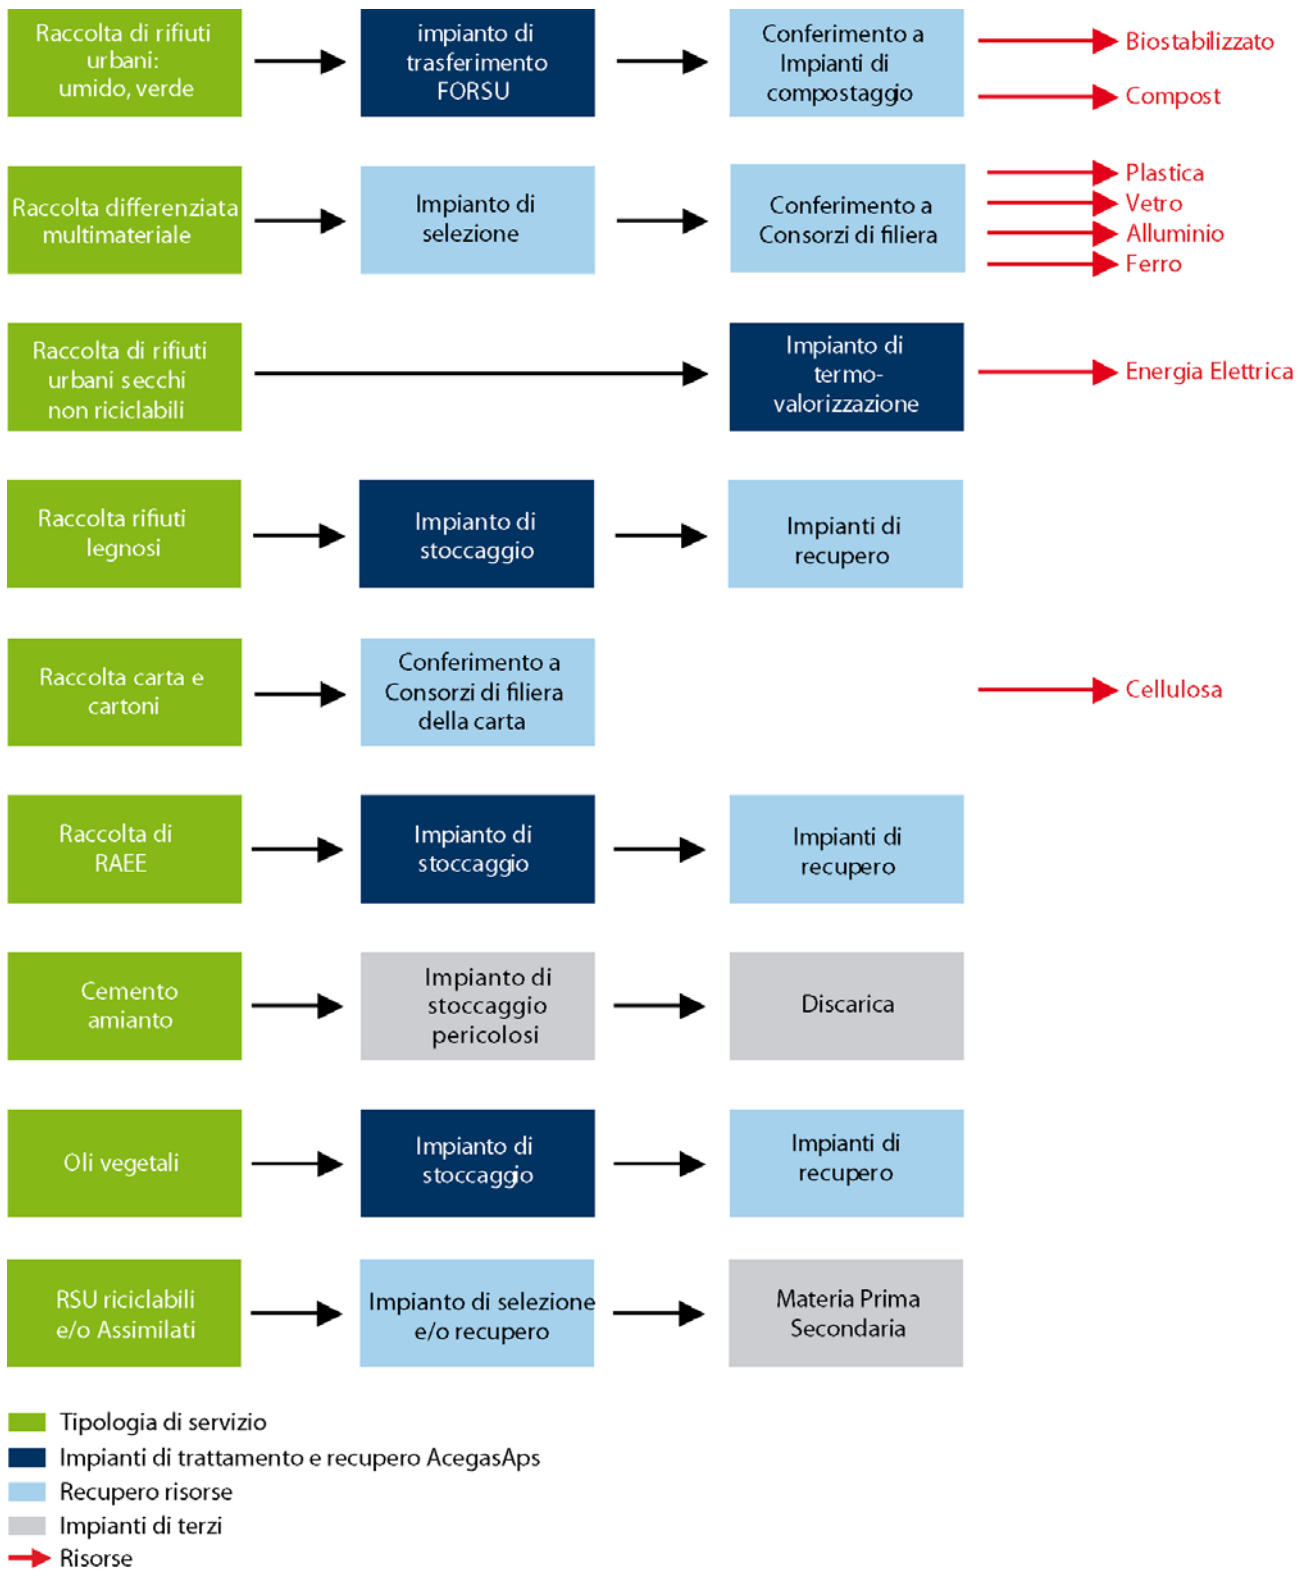 Raccolta di rifiuti
urbani:
umido, verde
impianto di
trasferimento
FORSU
Conferimento a
Impianti di
compostaggio
Biostabilizzato
Compost
Raccolta differenziata
multimateriale
Impianto di
selezione
Conferimento a
Consorzi di filiera
Plastica
Vetro
Alluminio
Ferro
Raccolta di rifiuti
urbani secchi
non riciclabili
Impianto di
termo-
valorizzazione
Energia Elettrica
Raccolta rifiuti
legnosi
Impianto di
stoccaggio
Impianti di
recupero
Raccolta carta e
cartoni
Conferimento a
Consorzi di filiera
della carta
Cellulosa
Raccolta di
RAEE
Impianto di
stoccaggio
Impianti di
recupero
Cemento
amianto
Impianto di
stoccaggio
pericolosi
Discarica
Oli vegetali
Impianto di
stoccaggio
Impianti di
recupero
RSU riciclabili
e/o Assimilati
Impianto di selezione
e/o recupero
Materia Prima
Secondaria
Tipologia di servizio
Impianti di trattamento e recupero AcegasAps
Recupero risorse
Impianti di terzi
Risorse